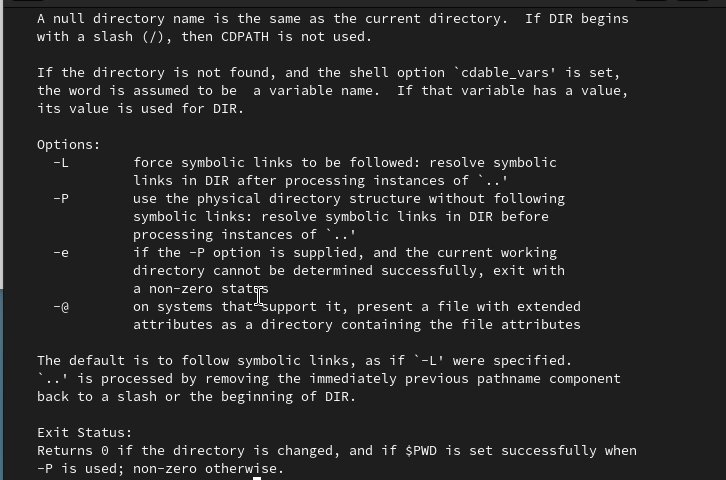 A null directory name is the same as the current directory.  If DIR begins
with a slash (/), then CDPATH is not used.

If the directory is not found, and the shell option `cdable_vars' is set,
the word is assumed to be  a variable name.  If that variable has a value,
its value is used for DIR.

Options:
  -L        force symbolic links to be followed: resolve symbolic
            links in DIR after processing instances of `..'
  -P        use the physical directory structure without following
            symbolic links: resolve symbolic links in DIR before
            processing instances of `..'
  -e        if the -P option is supplied, and the current working
            directory cannot be determined successfully, exit with
            a non-zero status
  -@        on systems that support it, present a file with extended
            attributes as a directory containing the file attributes

The default is to follow symbolic links, as if `-L' were specified.
`..' is processed by removing the immediately previous pathname component
back to a slash or the beginning of DIR.

Exit Status:
Returns 0 if the directory is changed, and if $PWD is set successfully when
-P is used; non-zero otherwise.